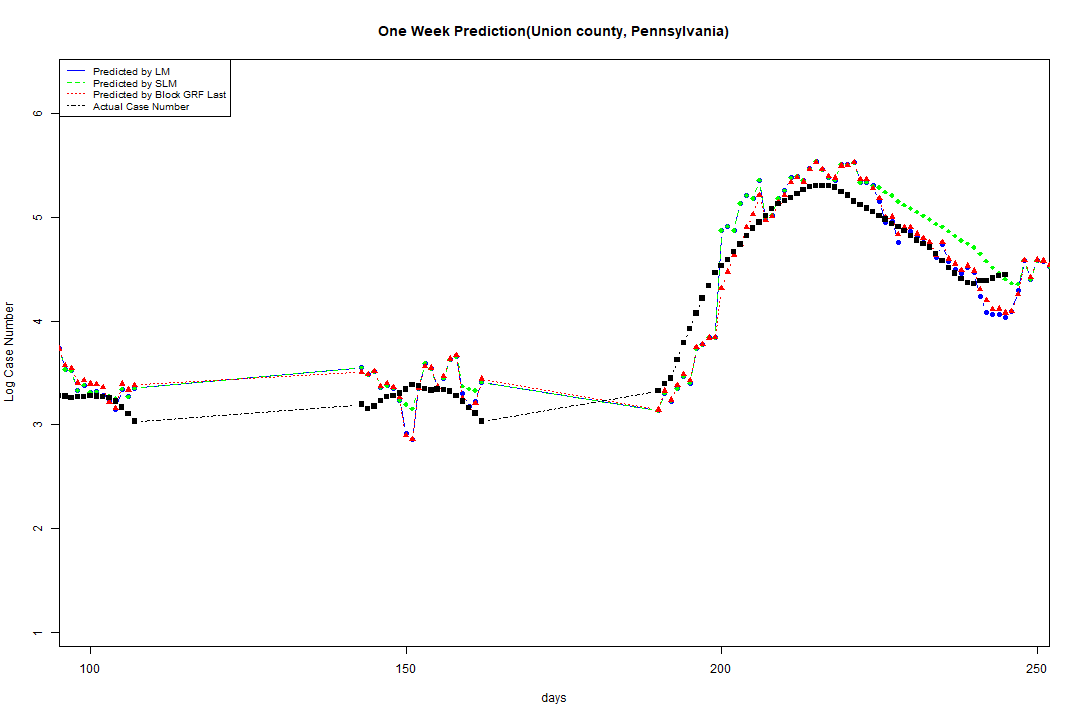 One Week Prediction(Union county, Pennsylvania)
Predicted by LM
Predicted by SLM
Predicted by Block GRF Last
Actual Case Number
6
5
4
3
2
1
Log Case Number
100 150 200 250
days